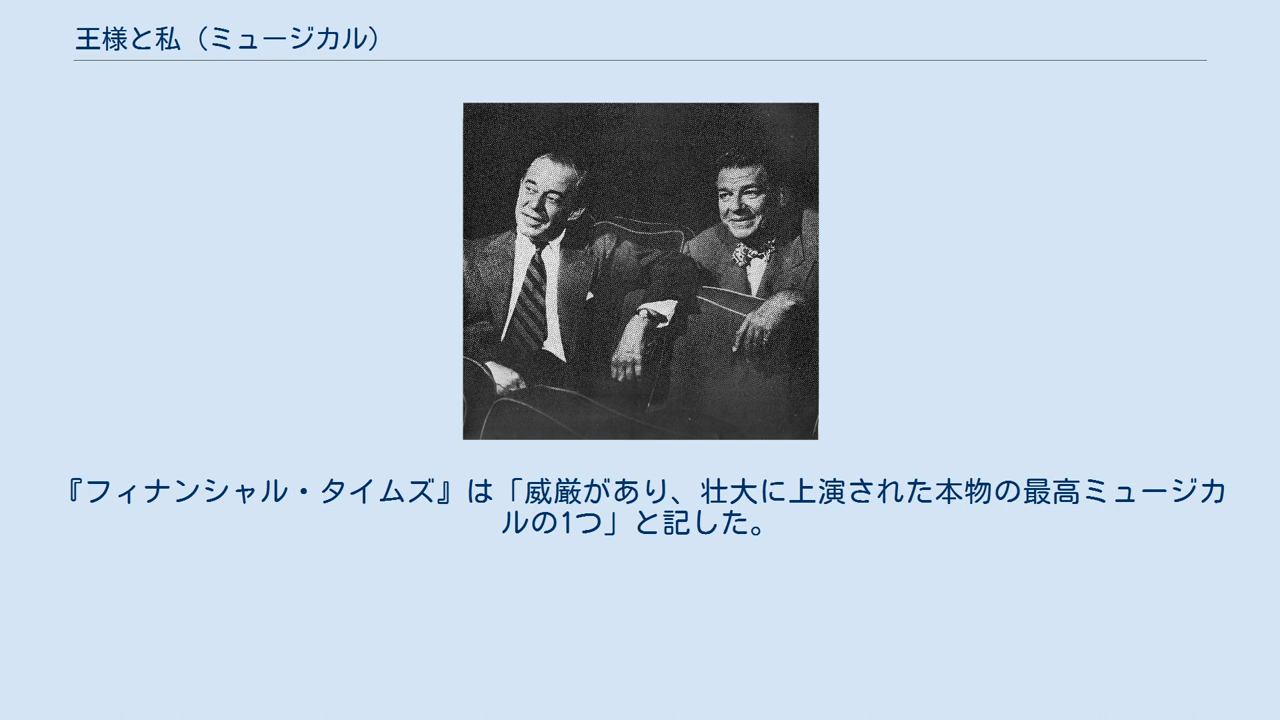 王様と私（ミュージカル）
『フィナンシャル・タイムズ』は「威厳があり、壮大に上演された本物の最高ミュージカ
ルの1つ」と記した。